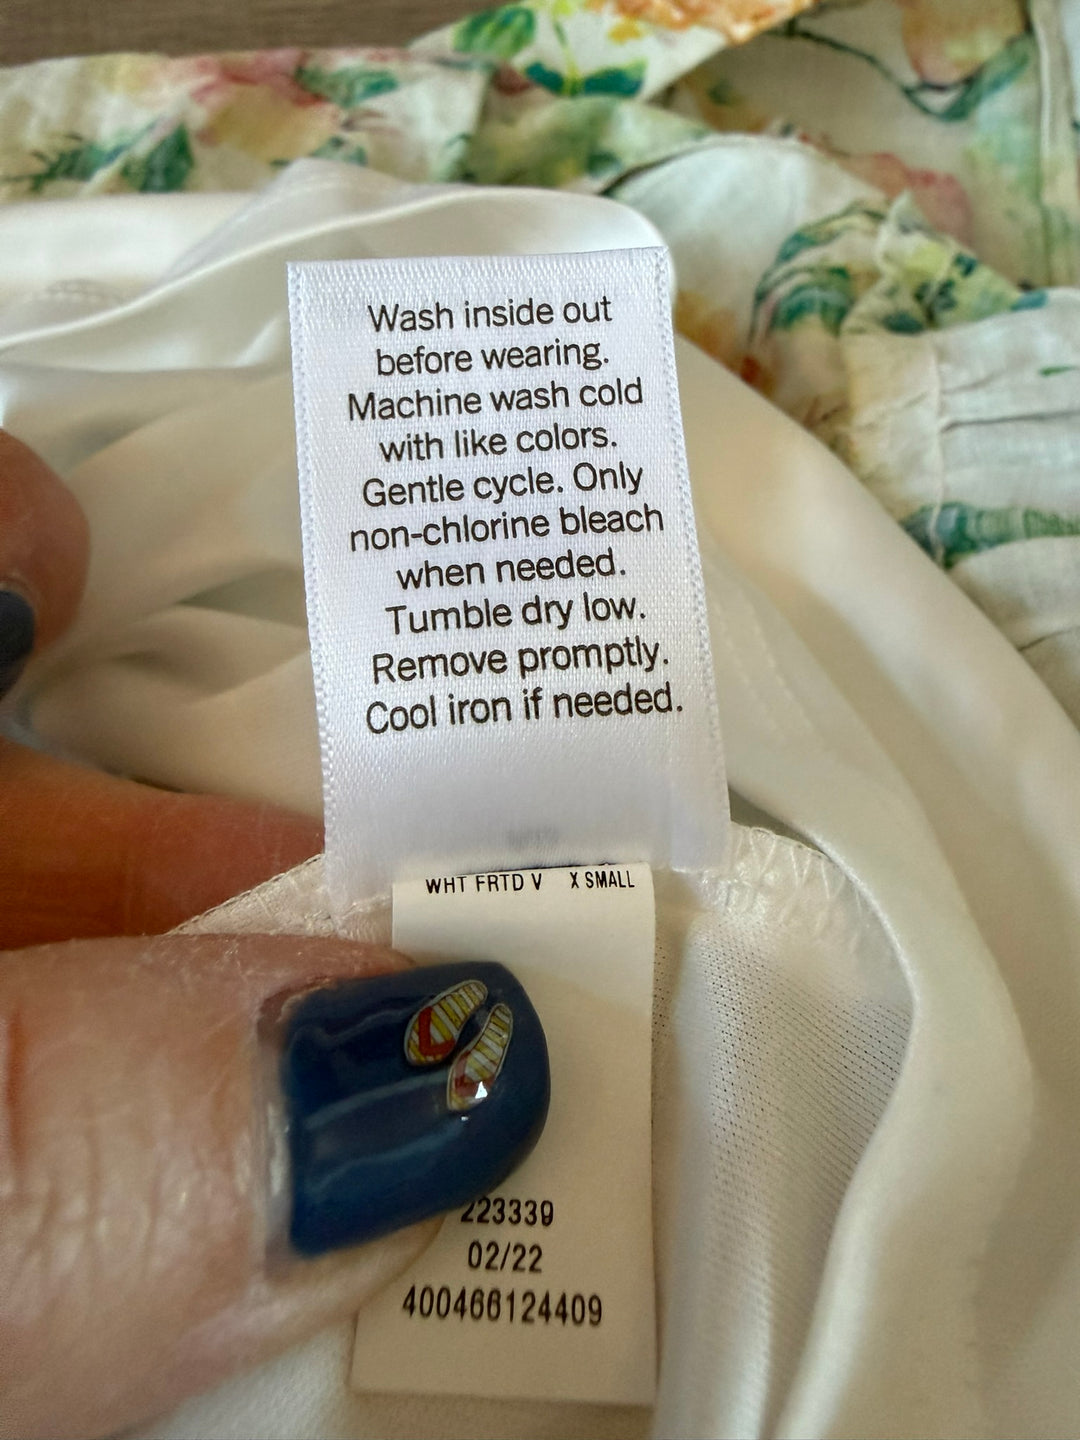 Wash inside out
before wearing.
Machine wash cold
with like colors.
Gentle cycle. Only
non-chlorine bleach
when needed.
Tumble dry low.
Remove promptly.
Cool iron if needed.
WHT FRTD V X SMALL
223339
02/22
400466124409